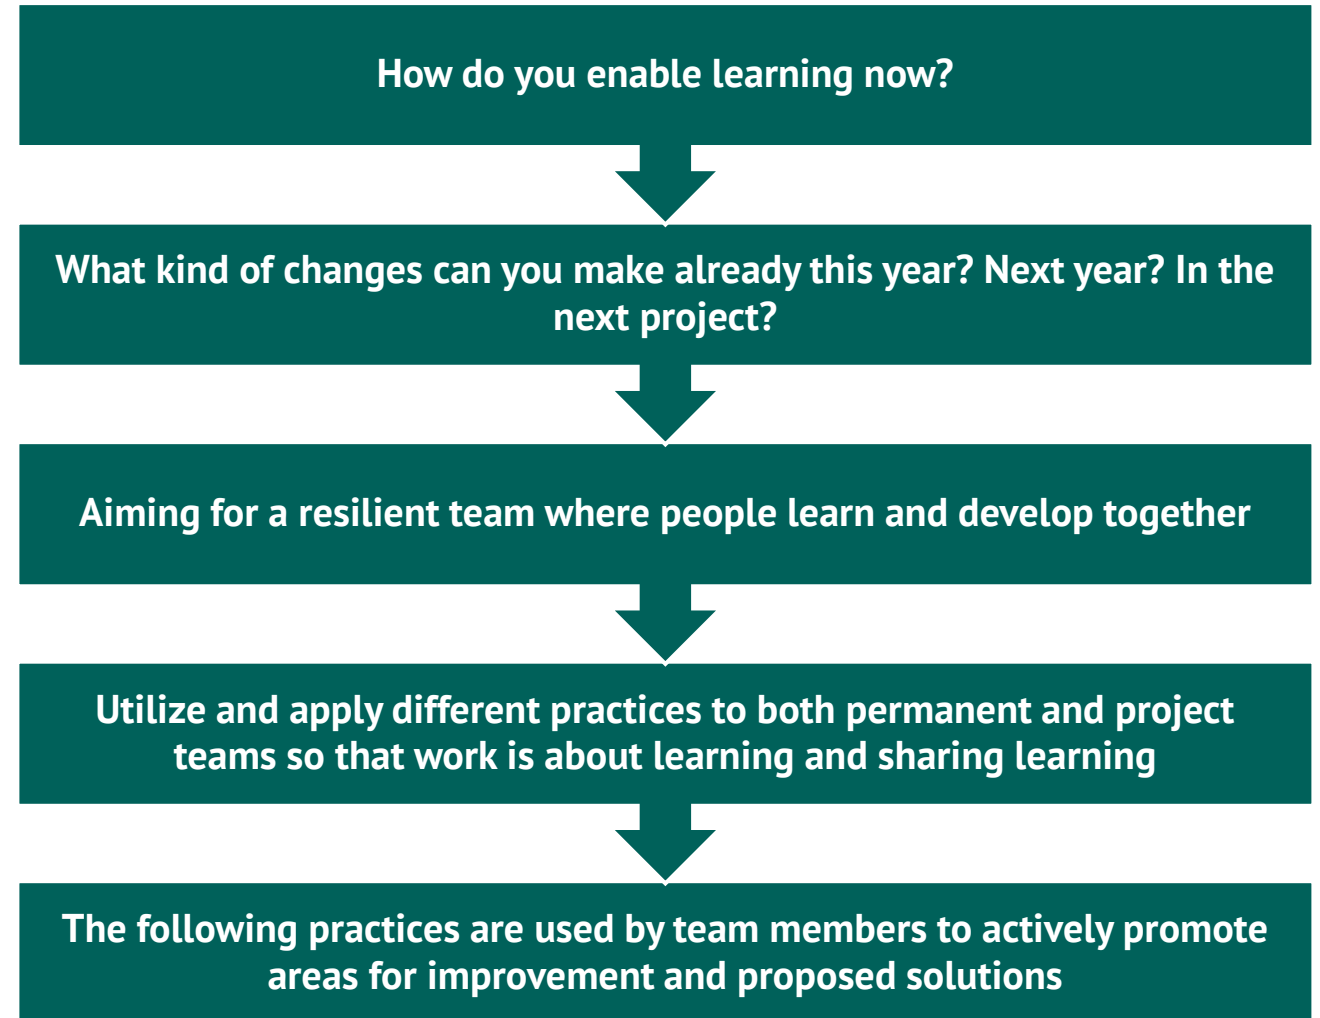 How do you enable learning now?
What kind of changes can you make already this year? Next year? In the
next project?
Aiming for a resilient team where people learn and develop together
Utilize and apply different practices to both permanent and project
teams so that work is about learning and sharing learning
The following practices are used by team members to actively promote
areas for improvement and proposed solutions